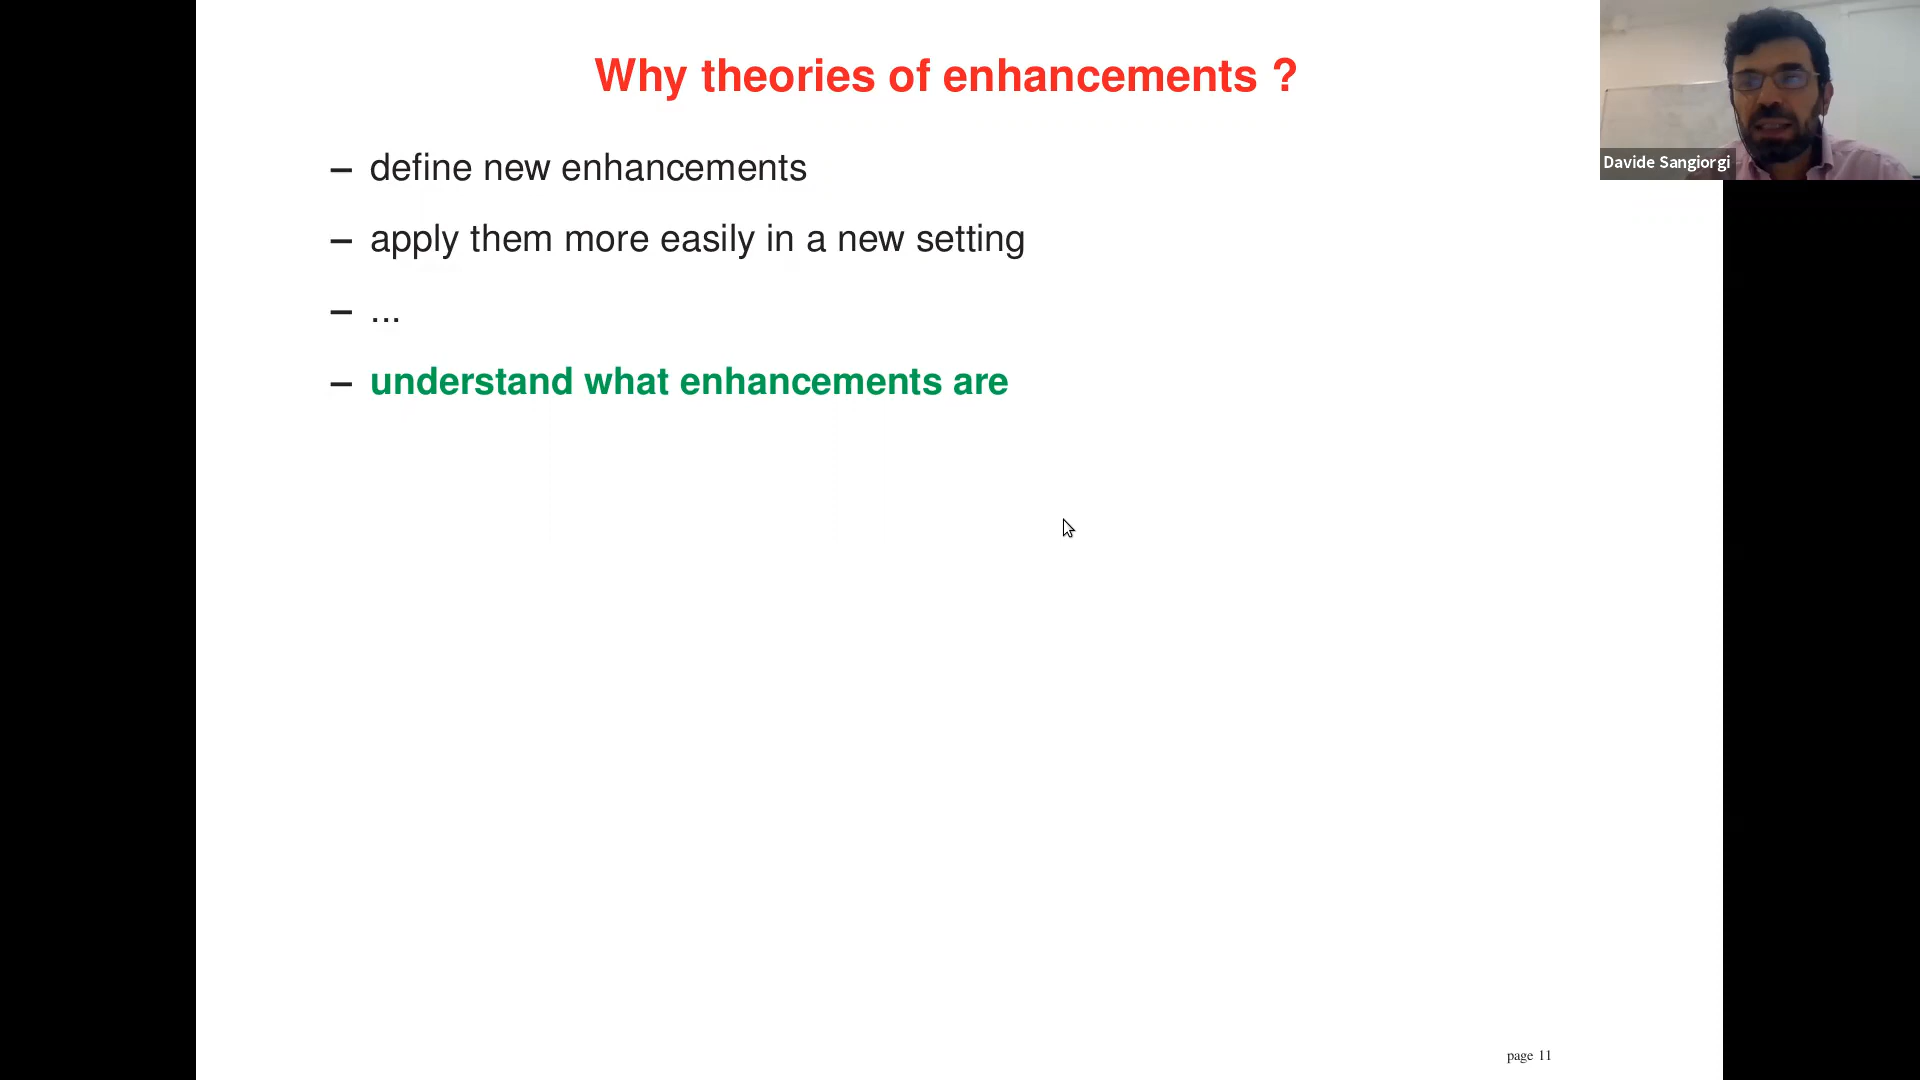 Why theories of enhancements ?
– define new enhancements
– apply them more easily in a new setting
– ...
– understand what enhancements are
Davide Sangiorgi
page 11